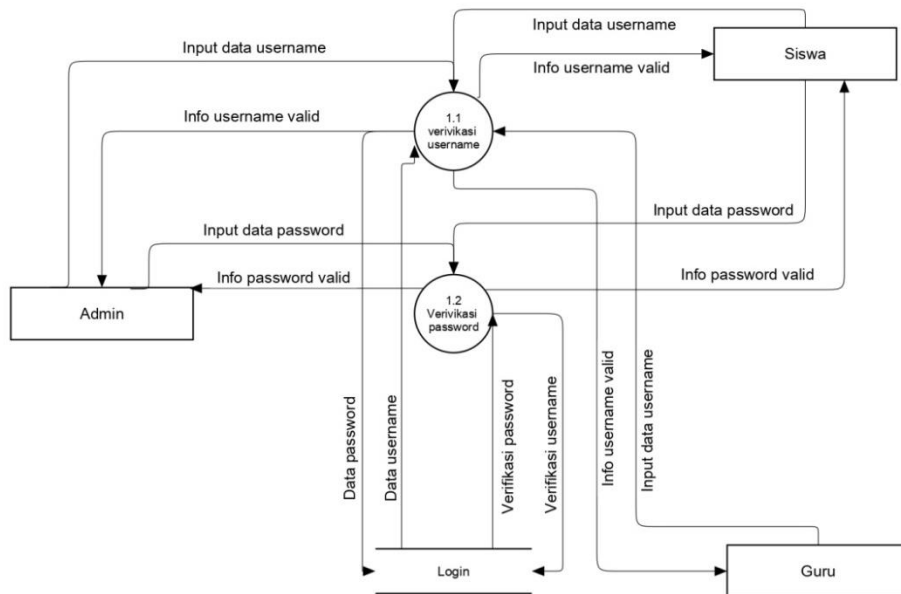 Input data username
Input data username
Siswa
Info username valid
1.1
verivikasi
username
Info username valid
Input data password
Input data password
Info password valid
Info password valid
1.2
Verivikasi
password
Admin
Data password
Data username
Verifikasi password
Verifikasi username
Info username valid
Input data username
Login
Guru